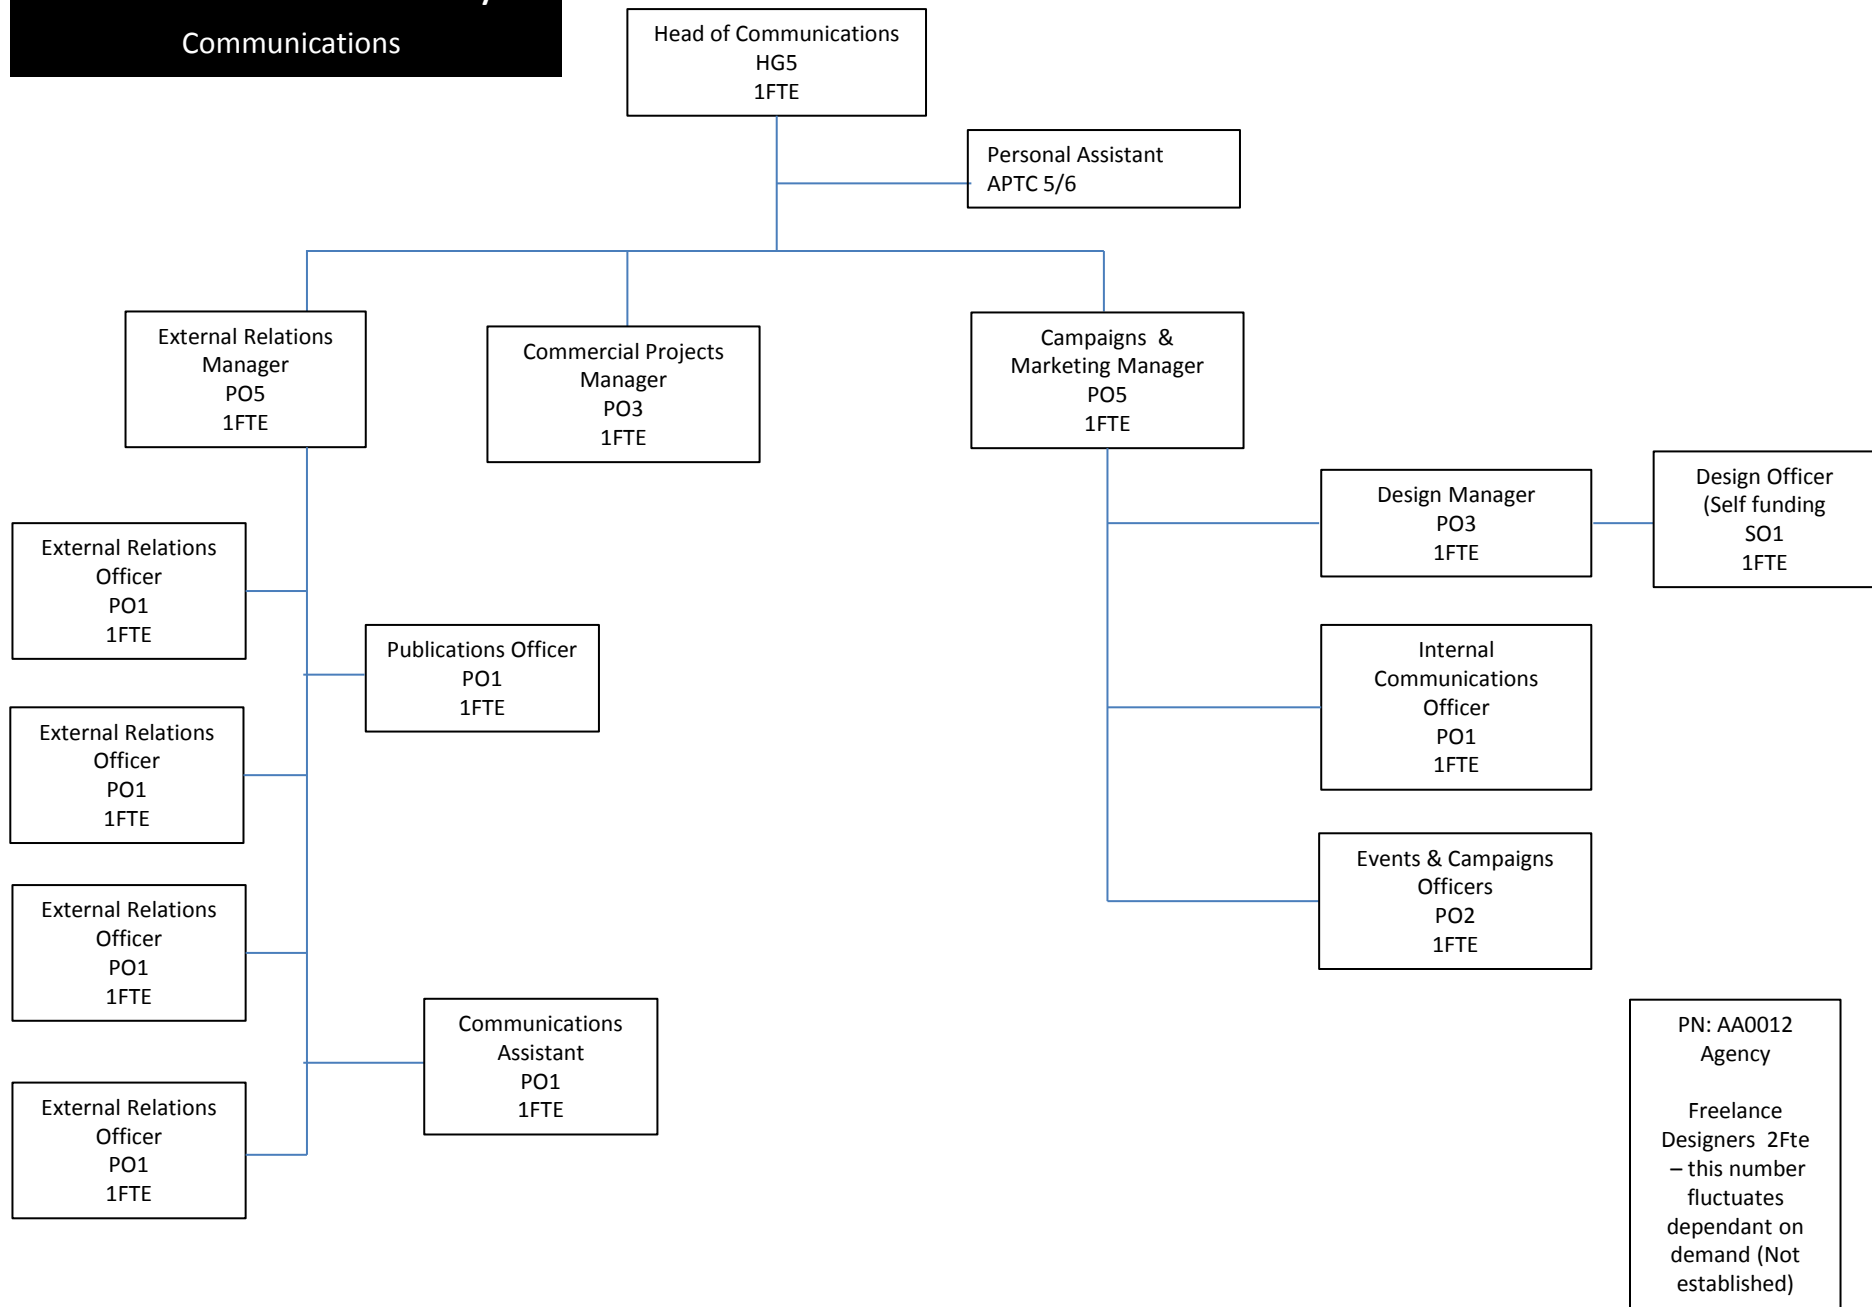 Communications
Head of Communications
HG5
1FTE
Personal Assistant
APTC 5/6
External Relations
Manager
PO5
1FTE
Commercial Projects
Manager
PO3
1FTE
Campaigns &
Marketing Manager
PO5
1FTE
Design Manager
PO3
1FTE
Design Officer
(Self funding
SO1
1FTE
External Relations
Officer
PO1
1FTE
Publications Officer
PO1
1FTE
Internal
Communications
Officer
PO1
1FTE
External Relations
Officer
PO1
1FTE
Events & Campaigns
Officers
PO2
1FTE
External Relations
Officer
PO1
1FTE
Communications
Assistant
PO1
1FTE
External Relations
Officer
PO1
1FTE
PN: AA0012
Agency
Freelance
Designers 2Fte
– this number
fluctuates
dependant on
demand (Not
established)